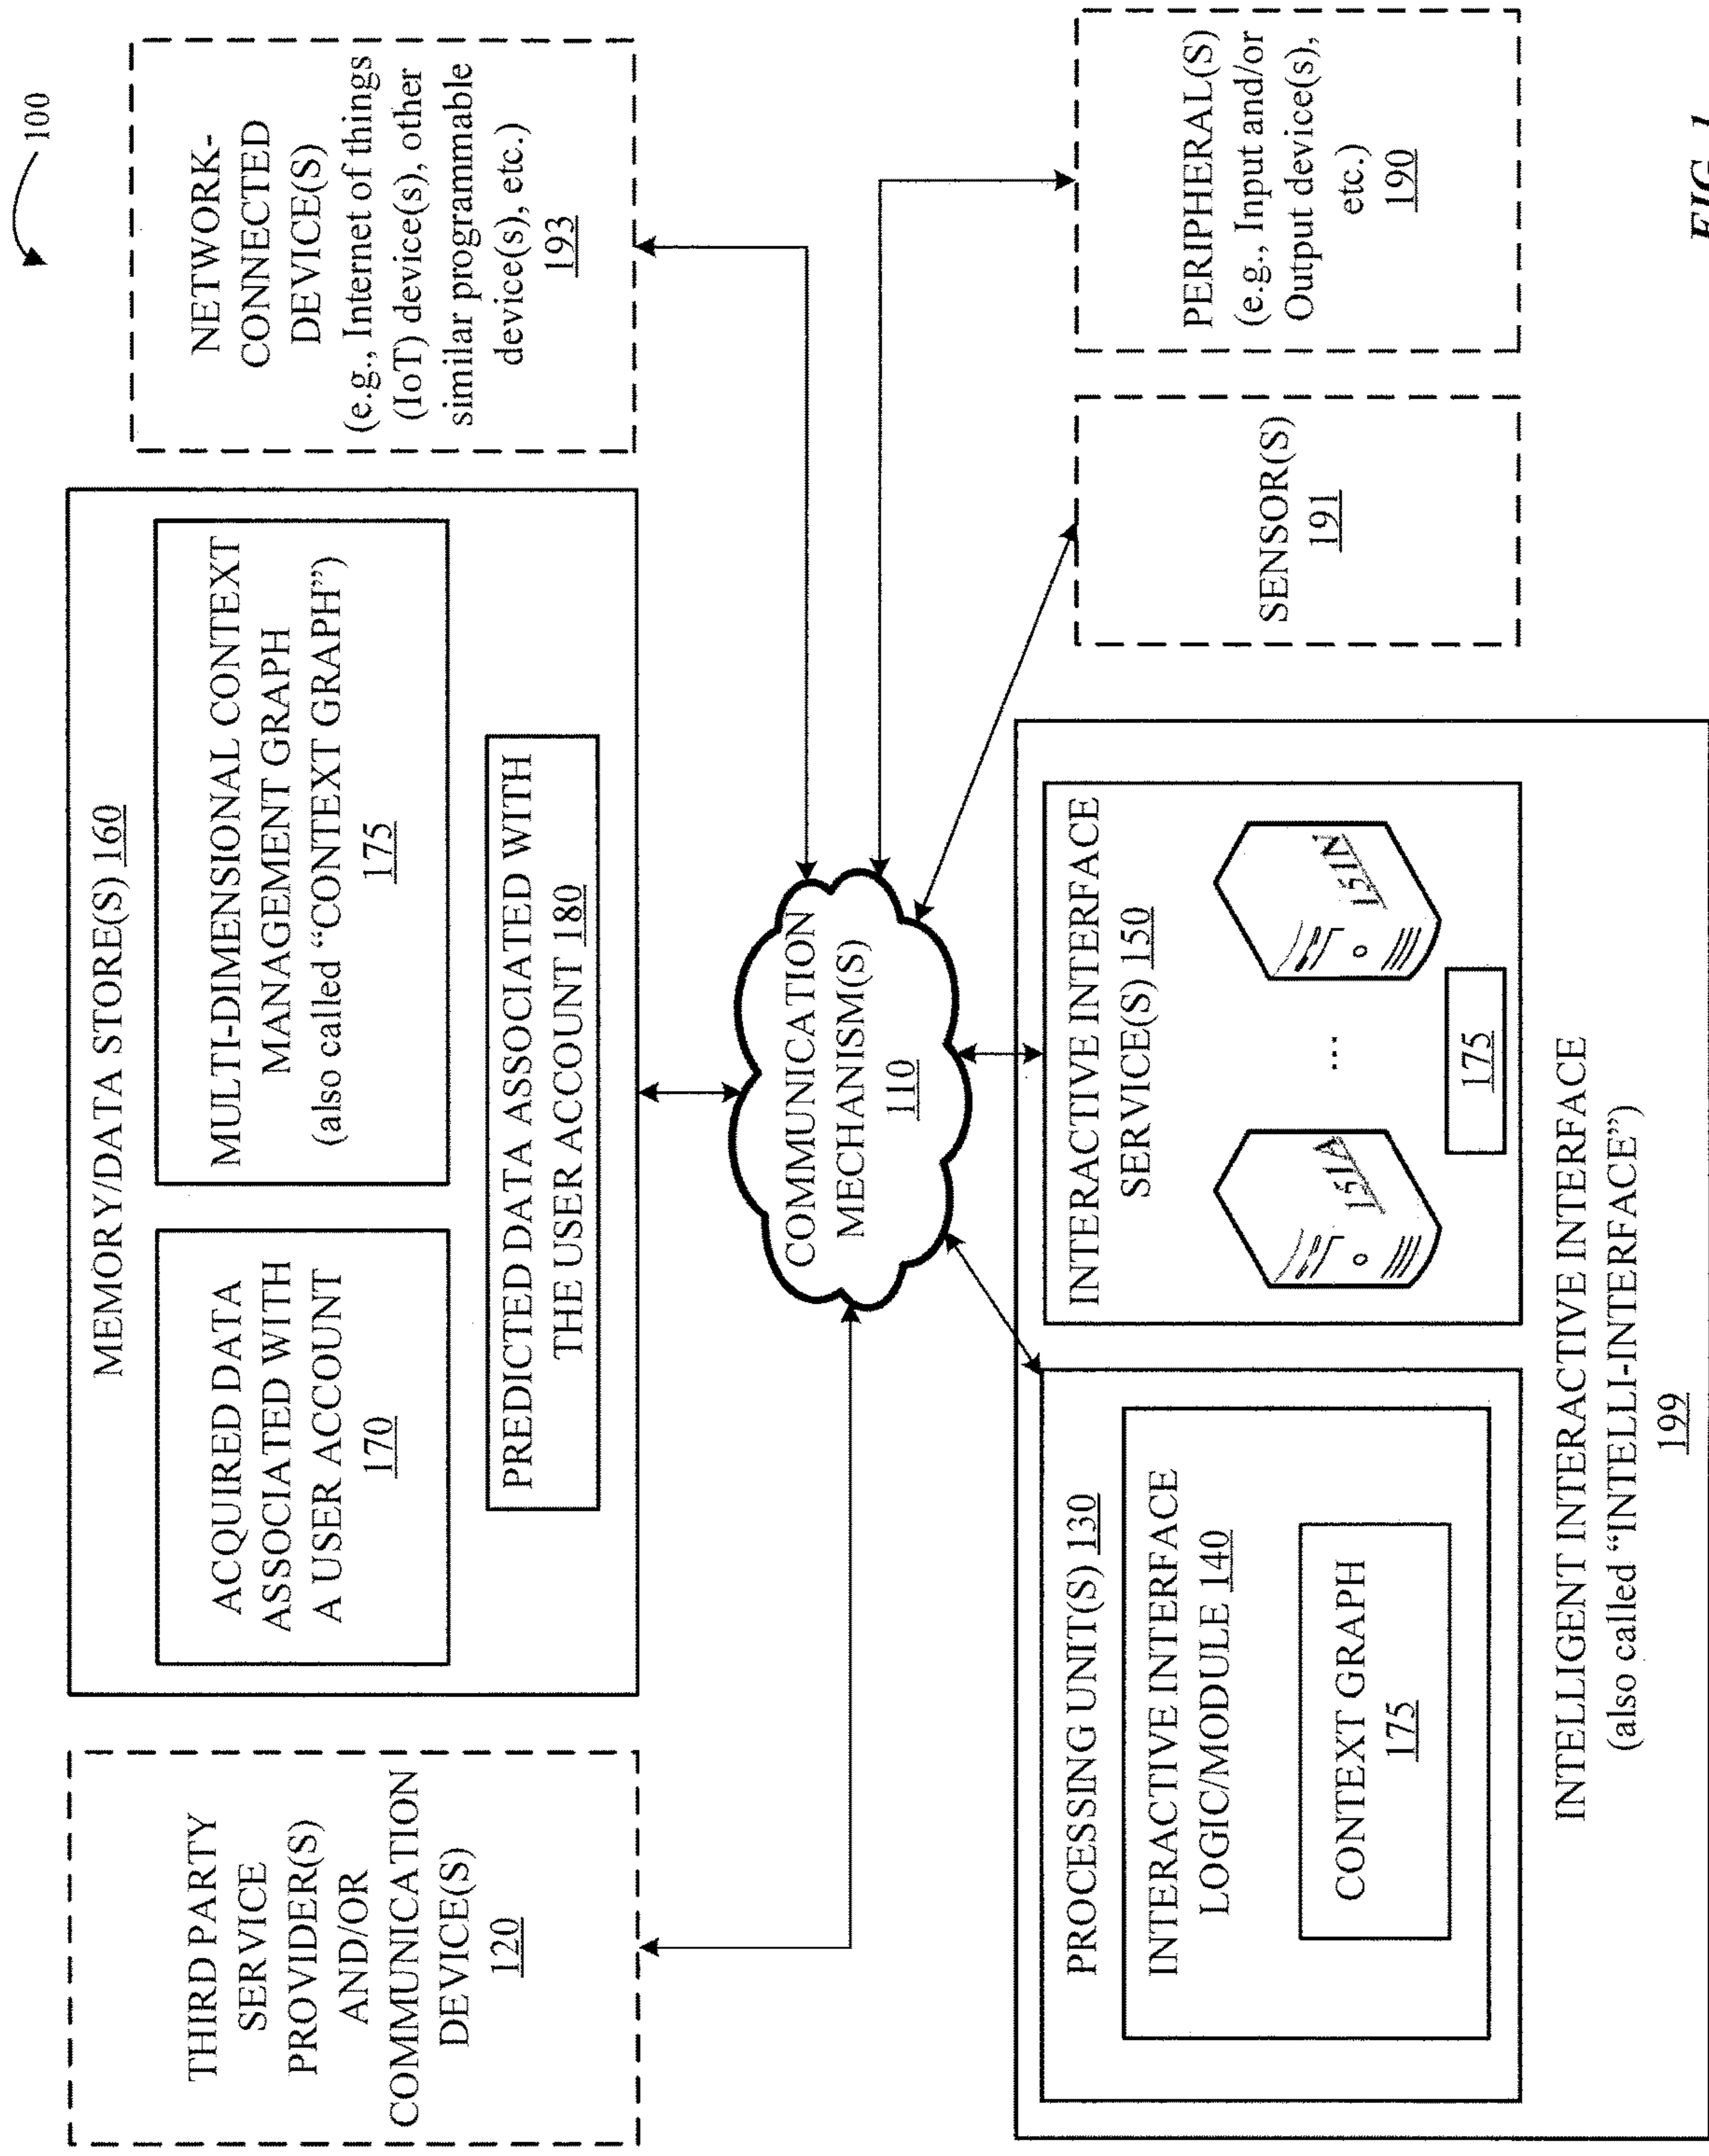 100
THIRD PARTY
SERVICE
PROVIDER(S)
AND/OR
COMMUNICATION
DEVICE(S)
120
MEMORY/DATA STORE(S) 160
ACQUIRED DATA
ASSOCIATED WITH
A USER ACCOUNT
170
MULTI-DIMENSIONAL CONTEXT
MANAGEMENT GRAPH
(also called “CONTEXT GRAPH”)
175
PREDICTED DATA ASSOCIATED WITH
THE USER ACCOUNT 180
NETWORK-
CONNECTED
DEVICE(S)
(e.g., Internet of things
(IoT) device(s), other
similar programmable
device(s), etc.)
193
COMMUNICATION
MECHANISM(S)
110
PROCESSING UNIT(S) 130
INTERACTIVE INTERFACE
LOGIC/MODULE 140
CONTEXT GRAPH
175
INTERACTIVE INTERFACE
SERVICE(S) 150
151A
...
151N
175
INTELLIGENT INTERACTIVE INTERFACE
(also called “INTELLI-INTERFACE”)
199
SENSOR(S)
191
PERIPHERAL(S)
(e.g., Input and/or
Output device(s),
etc.)
190
FIG. 1